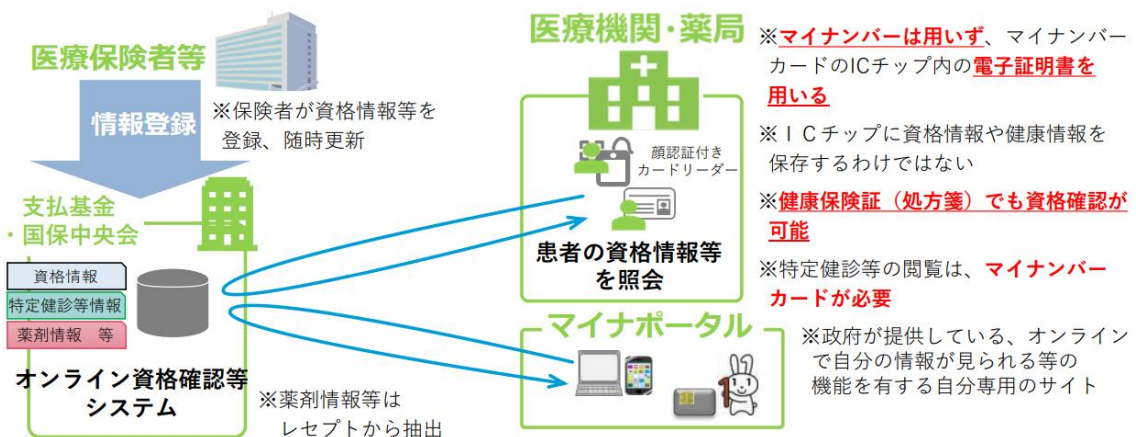 医療保険者等
情報登録
※保険者が資格情報等を
登録、随時更新
支払基金
・国保中央会
資格情報
特定健診等情報
薬剤情報 等
オンライン資格確認等
システム
※薬剤情報等は
レセプトから抽出
医療機関・薬局
顔認証付き
カードリーダー
患者の資格情報等
を照会
マイナポータル
※マイナンバーは用いず、マイナンバー
カードのICチップ内の電子証明書を
用いる
※ＩＣチップに資格情報や健康情報を
保存するわけではない
※健康保険証（処方箋）でも資格確認が
可能
※特定健診等の閲覧は、マイナンバー
カードが必要
※政府が提供している、オンライン
で自分の情報が見られる等の
機能を有する自分専用のサイト